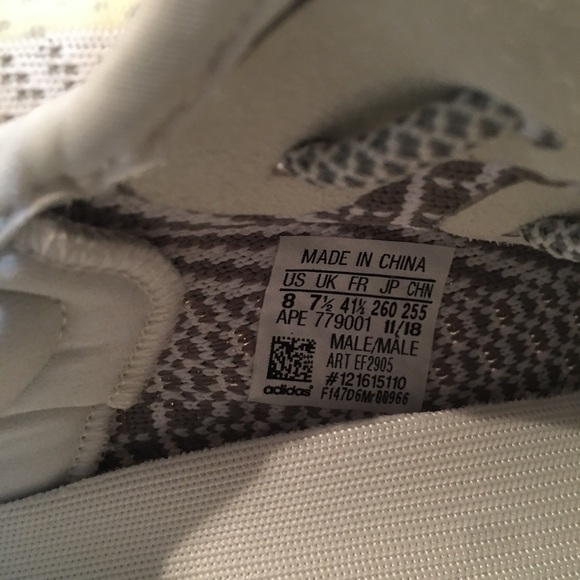 MADE IN CHINA
US UK FR JP CHN
8 7½ 41⅓ 260 255
APE 779001 11/18
MALE/MÂLE
ART EF2905
#121615110
adidas